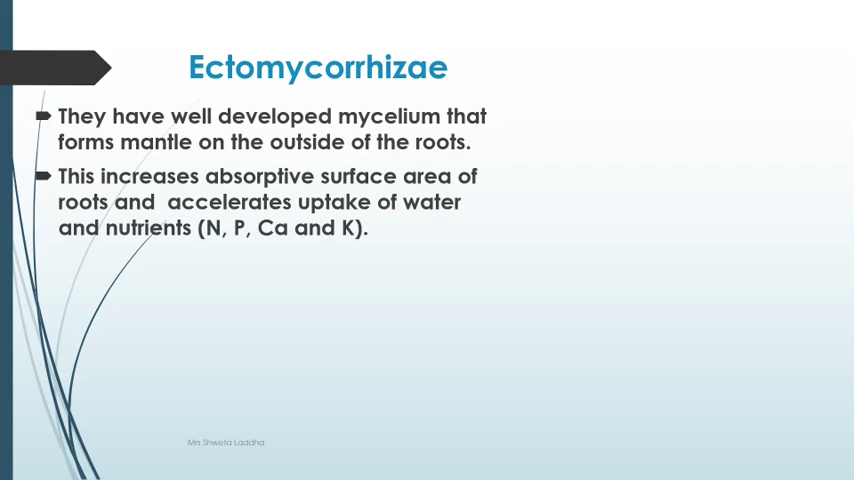 Ectomycorrhizae
They have well developed mycelium that
forms mantle on the outside of the roots.
This increases absorptive surface area of
roots and  accelerates uptake of water
and nutrients (N, P, Ca and K).
Mrs Shweta Laddha